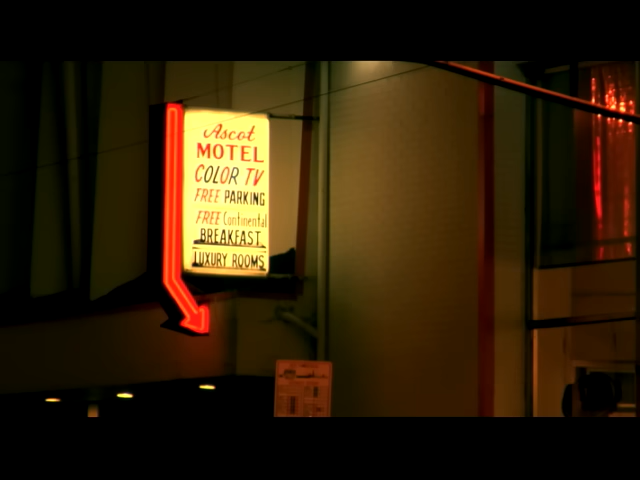 Ascot
MOTEL
COLOR TV
FREE PARKING
FREE Continental
BREAKFAST
LUXURY ROOMS